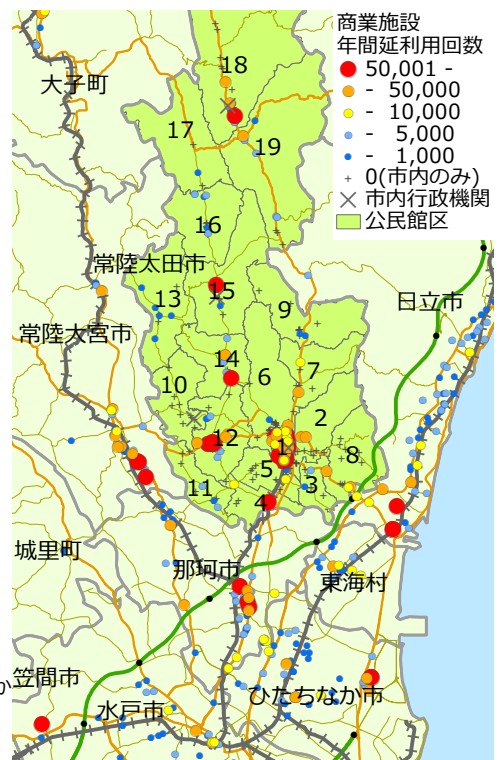 商業施設
年間延利用回数
50,001 -
- 50,000
- 10,000
- 5,000
- 1,000
0(市内のみ)
市内行政機関
公民館区
18
大子町
17
19
16
常陸太田市
15
13
9
日立市
常陸大宮市
14
7
10
6
2
12
1
8
5
11
3
4
城里町
那珂市
東海村
笠間市
か
ひたちなか市
水戸市